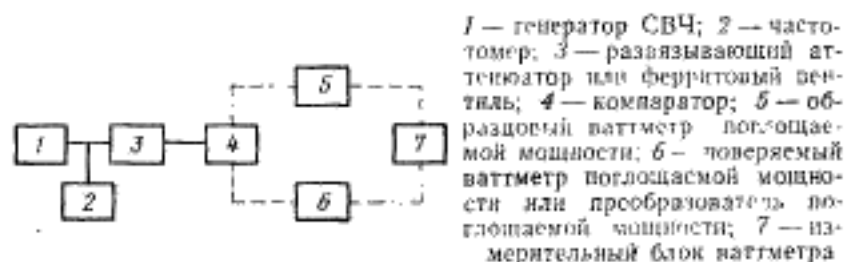 1 — генератор СВЧ; 2 — часто-
томер; 3 — развязывающий ат-
тенюатор или ферритовый вен-
тиль; 4 — компаратор; 5 — об-
разцовый ваттметр поглощае-
мой мощности; 6 — поверяемый
ваттметр поглощаемой мощно-
сти или преобразователь по-
глощаемой мощности; 7 — из-
мерительный блок ваттметра
5
1 3 4 7
2 6